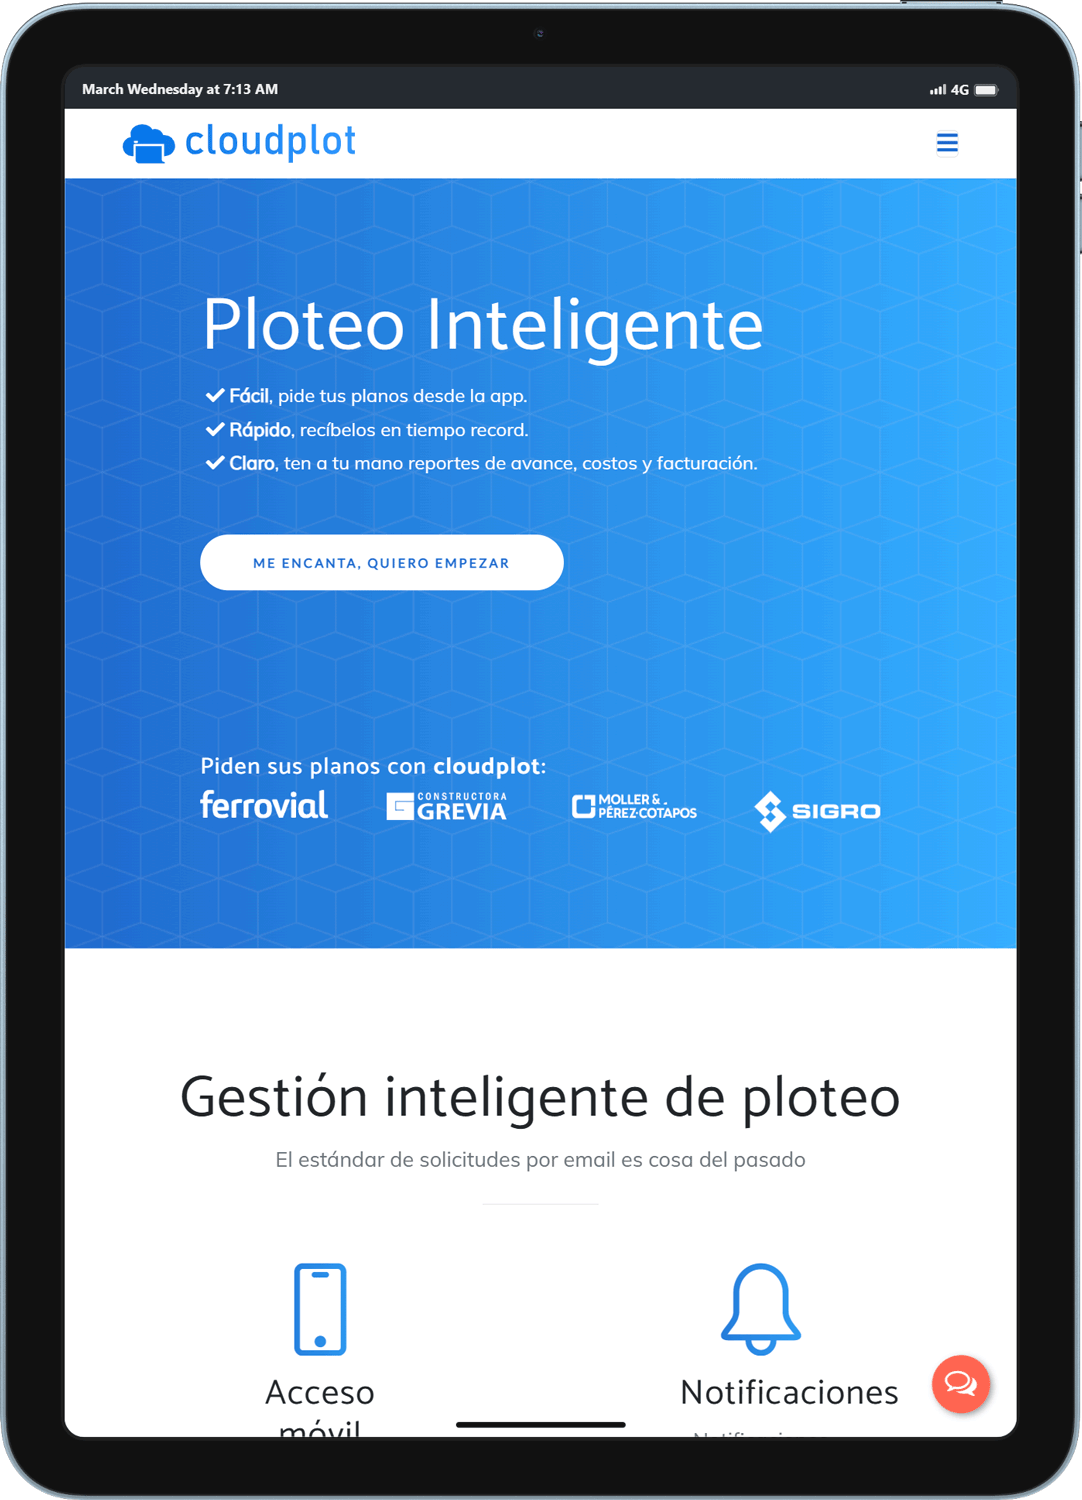 March Wednesday at 7:13 AM
4G
cloudplot
Ploteo Inteligente
Fácil, pide tus planos desde la app.
Rápido, recíbelos en tiempo record.
Claro, ten a tu mano reportes de avance, costos y facturación.
ME ENCANTA, QUIERO EMPEZAR
Piden sus planos con cloudplot:
ferrovial
CONSTRUCTORA
GREVIA
MOLLER &
PÉREZ-COTAPOS
SIGRO
Gestión inteligente de ploteo
El estándar de solicitudes por email es cosa del pasado
Acceso
móvil
Notificaciones